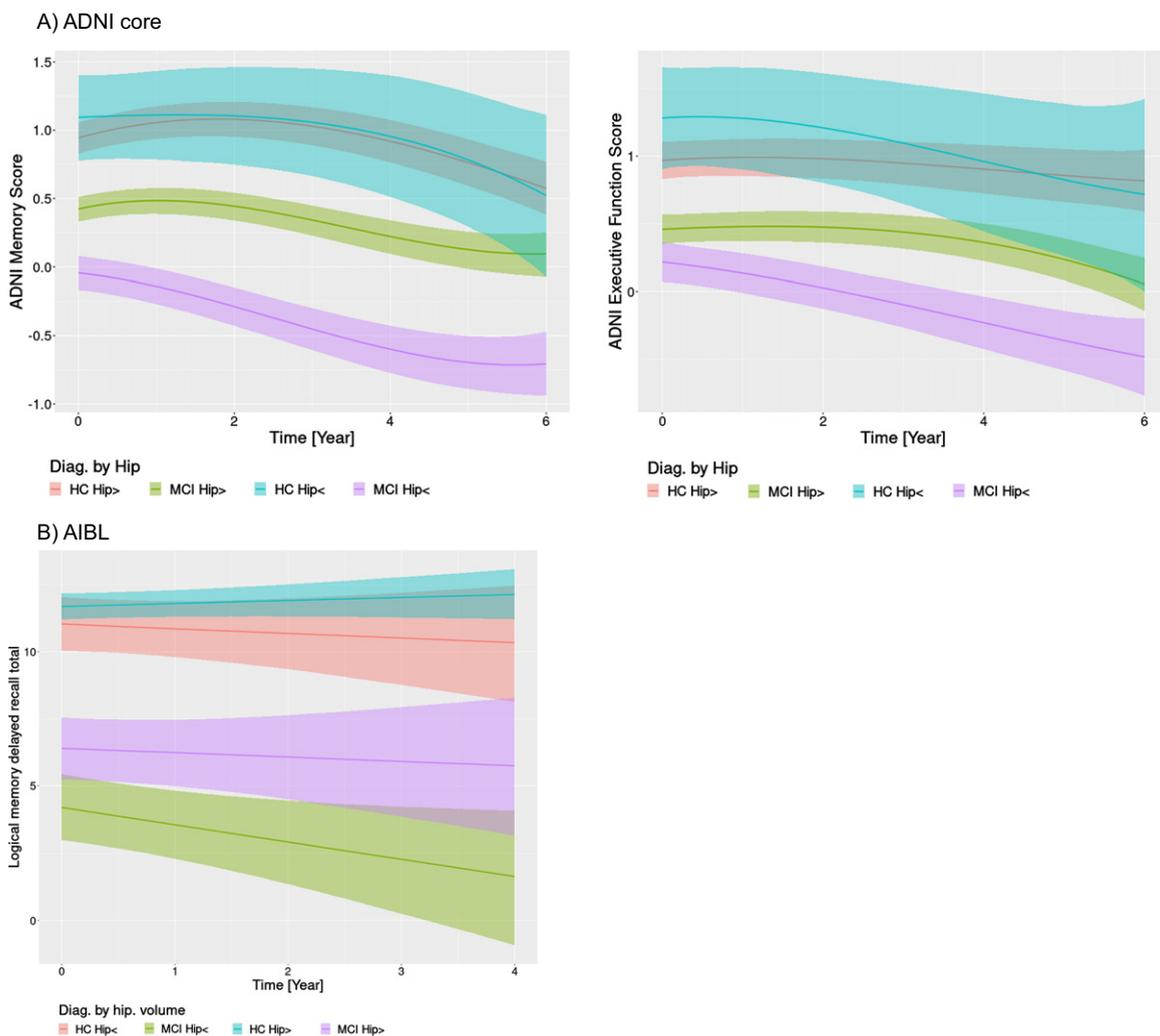 A) ADNI core
ADNI Memory Score
1.5
1.0
0.5
0.0
-0.5
-1.0
0 2 4 6
Time [Year]
Diag. by Hip
HC Hip> MCI Hip> HC Hip< MCI Hip<
ADNI Executive Function Score
1
0
0 2 4 6
Time [Year]
Diag. by Hip
HC Hip> MCI Hip> HC Hip< MCI Hip<
B) AIBL
Logical memory delayed recall total
10
5
0
0 1 2 3 4
Time [Year]
Diag. by hip. volume
HC Hip< MCI Hip< HC Hip> MCI Hip>